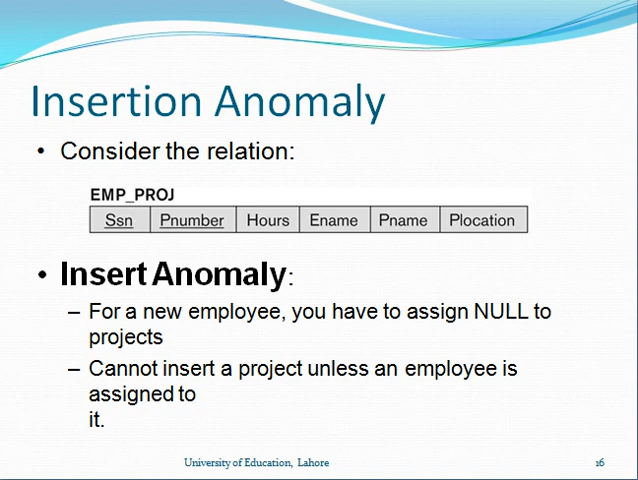 Insertion Anomaly
• Consider the relation:
EMP_PROJ
Ssn Pnumber Hours Ename Pname Plocation
• Insert Anomaly:
– For a new employee, you have to assign NULL to
projects
– Cannot insert a project unless an employee is
assigned to
it.
University of Education, Lahore 16